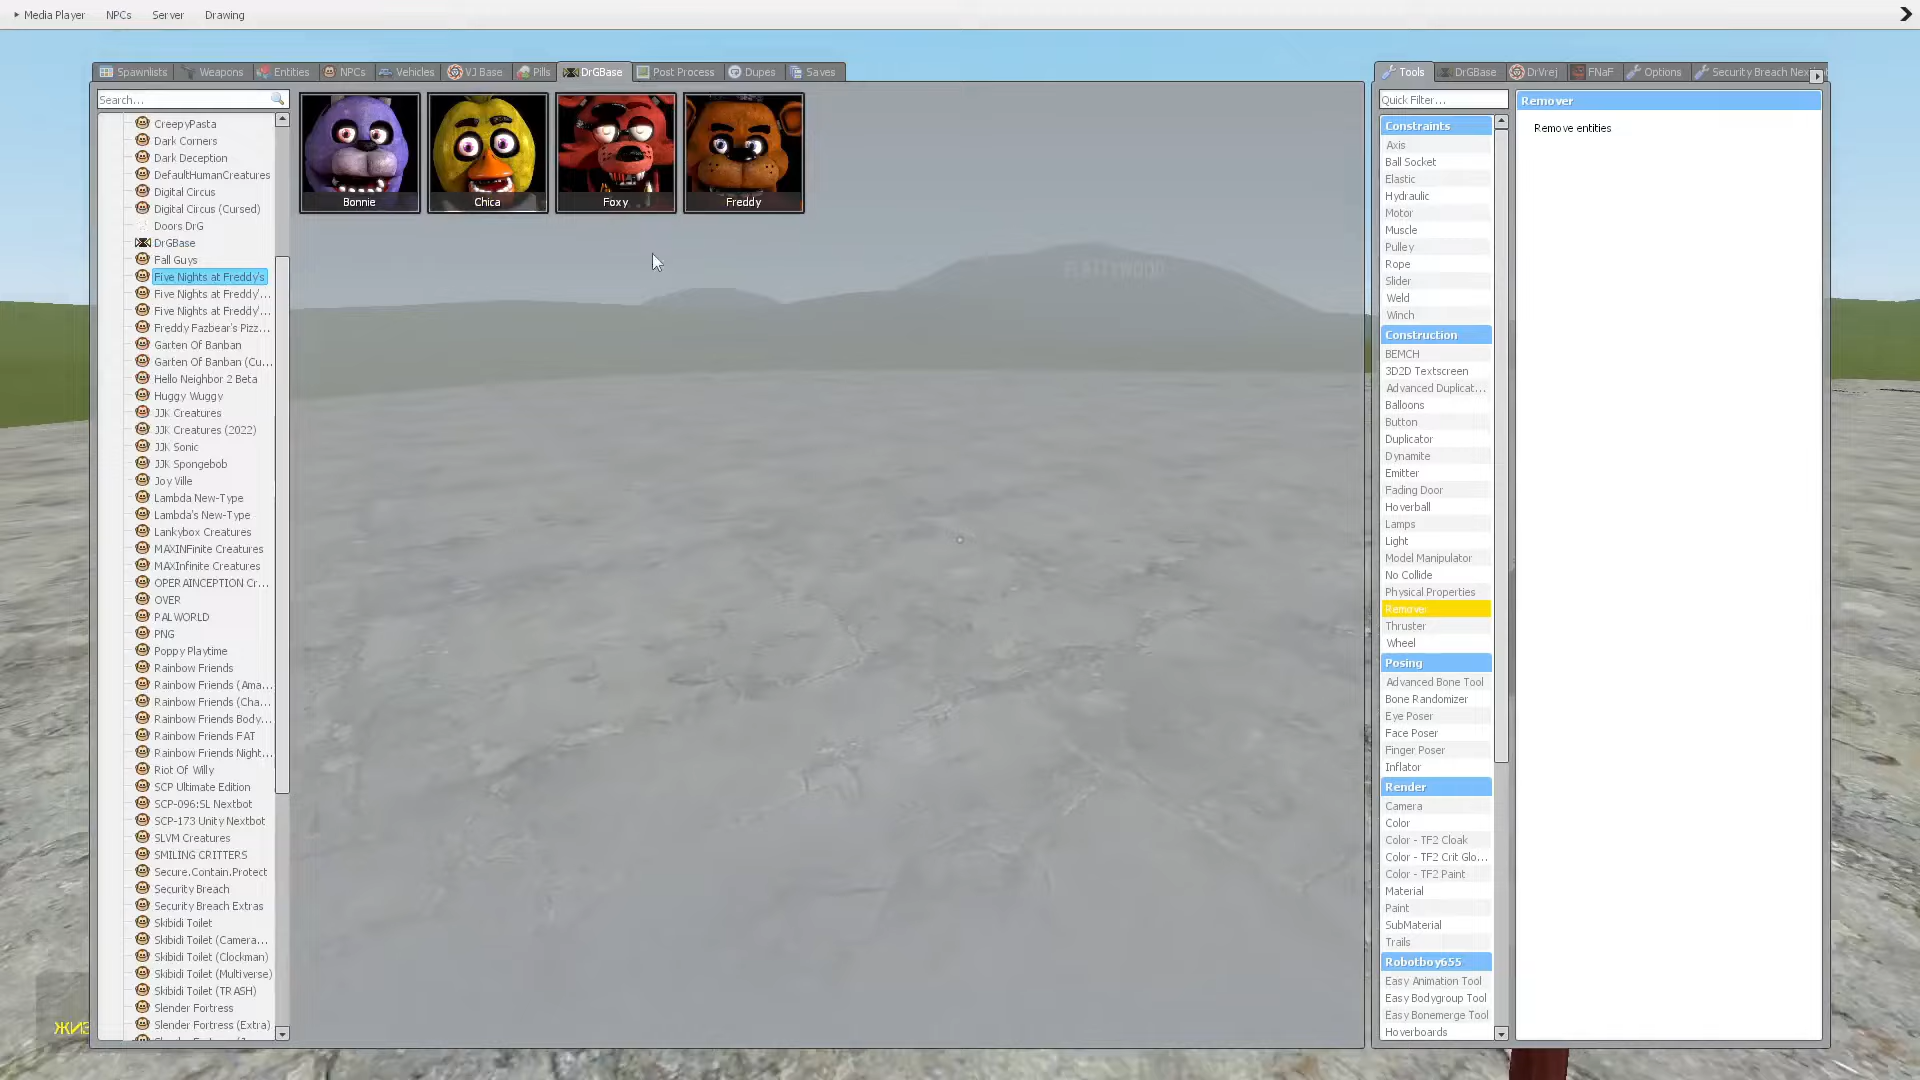 Media Player NPCs Server Drawing
Spawnlists Weapons Entities NPCs Vehicles VJ Base Pills DrGBase Post Process Dupes Saves
Search...
CreepyPasta
Dark Corners
Dark Deception
DefaultHumanCreatures
Digital Circus
Digital Circus (Cursed)
Doors DrG
DrGBase
Fall Guys
Five Nights at Freddy's
Five Nights at Freddy'...
Five Nights at Freddy'...
Freddy Fazbear's Pizz...
Garten Of Banban
Garten Of Banban (Cu...
Hello Neighbor 2 Beta
Huggy Wuggy
JJK Creatures
JJK Creatures (2022)
JJK Sonic
JJK Spongebob
Joy Ville
Lambda New-Type
Lambda's New-Type
Lankybox Creatures
MAXINFinite Creatures
MAXInfinite Creatures
OPERAINCEPTION Cr...
OVER
PALWORLD
PNG
Poppy Playtime
Rainbow Friends
Rainbow Friends (Ama...
Rainbow Friends (Cha...
Rainbow Friends Body...
Rainbow Friends FAT
Rainbow Friends Night...
Riot Of Willy
SCP Ultimate Edition
SCP-096:SL Nextbot
SCP-173 Unity Nextbot
SLVM Creatures
SMILING CRITTERS
Secure.Contain.Protect
Security Breach
Security Breach Extras
Skibidi Toilet
Skibidi Toilet (Camera...
Skibidi Toilet (Clockman)
Skibidi Toilet (Multiverse)
Skibidi Toilet (TRASH)
Slender Fortress
Slender Fortress (Extra)
Bonnie Chica Foxy Freddy
FLATTYWOOD
ЖИЗ
Tools DrGBase DrVrej FNaF Options Security Breach
Quick Filter...
Constraints
Axis
Ball Socket
Elastic
Hydraulic
Motor
Muscle
Pulley
Rope
Slider
Weld
Winch
Construction
BEMCH
3D2D Textscreen
Advanced Duplicat...
Balloons
Button
Duplicator
Dynamite
Emitter
Fading Door
Hoverball
Lamps
Light
Model Manipulator
No Collide
Physical Properties
Remover
Thruster
Wheel
Posing
Advanced Bone Tool
Bone Randomizer
Eye Poser
Face Poser
Finger Poser
Inflator
Render
Camera
Color
Color - TF2 Cloak
Color - TF2 Crit Glo...
Color - TF2 Paint
Material
Paint
SubMaterial
Trails
Robotboy655
Easy Animation Tool
Easy Bodygroup Tool
Easy Bonemerge Tool
Hoverboards
Remover
Remove entities